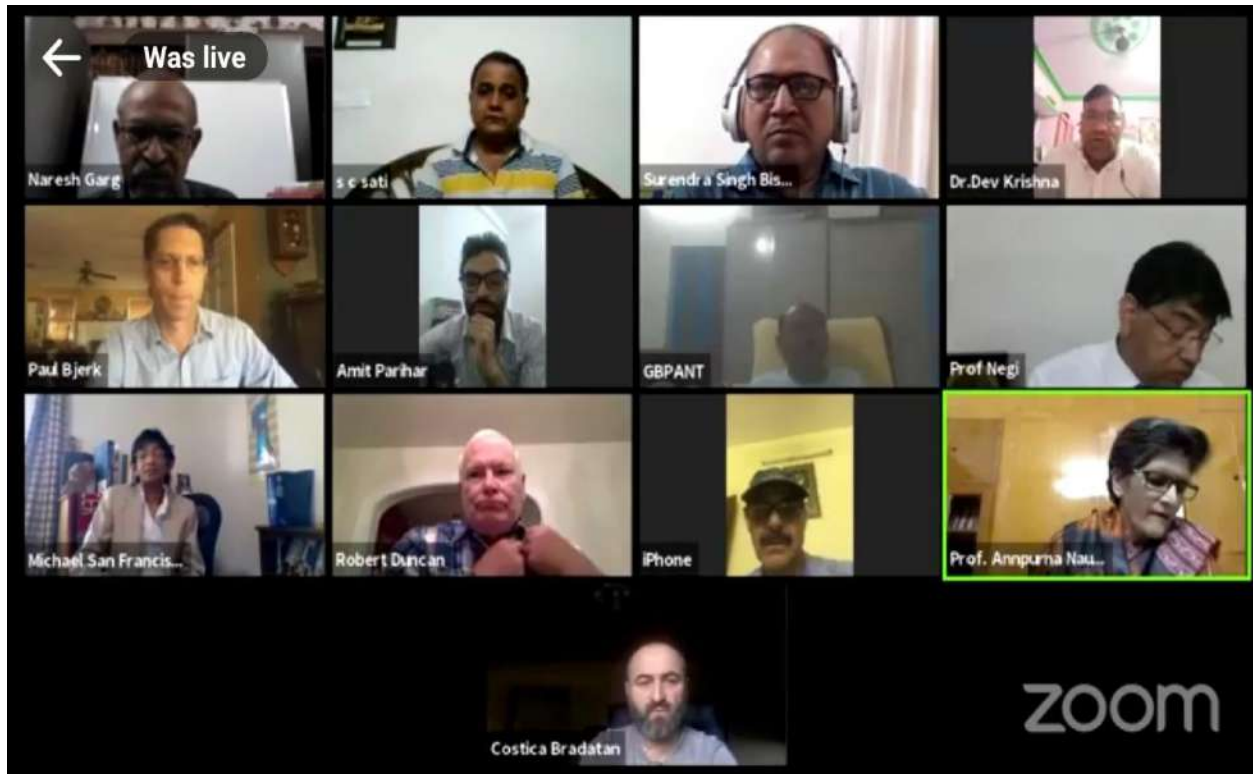 Was live
Naresh Garg
s c sati
Surendra Singh Bis...
Dr.Dev Krishna
Paul Bjerk
Amit Parihar
GBPANT
Prof Negi
Michael San Francis...
Robert Duncan
iPhone
Prof. Annpurna Nau...
Costica Bradatan
zoom